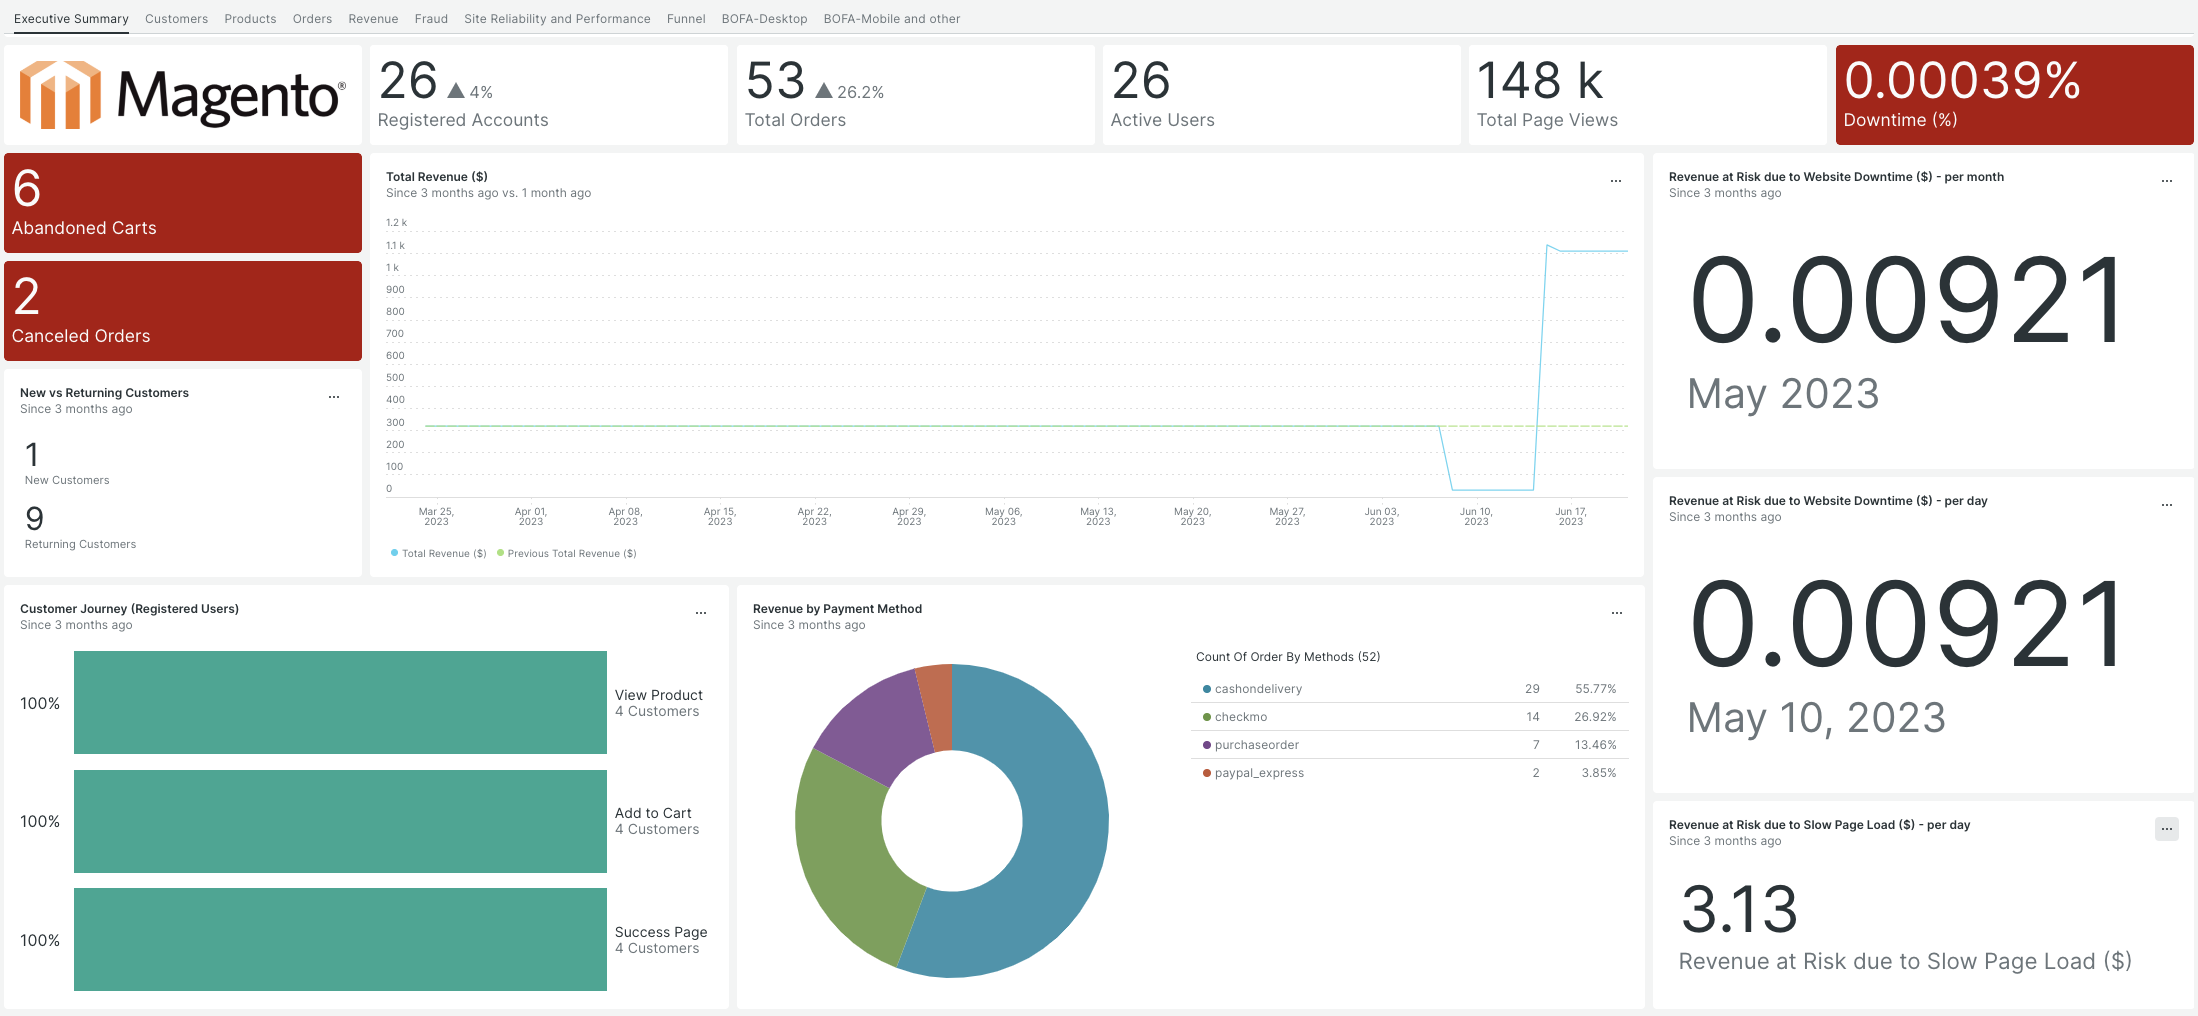 Executive Summary Customers Products Orders Revenue Fraud Site Reliability and Performance Funnel BOFA-Desktop BOFA-Mobile and other
Magento®
26 ▲ 4%
Registered Accounts
53 ▲ 26.2%
Total Orders
26
Active Users
148 k
Total Page Views
0.00039%
Downtime (%)
6
Abandoned Carts
2
Canceled Orders
New vs Returning Customers
...
Since 3 months ago
1
New Customers
9
Returning Customers
Total Revenue ($)
...
Since 3 months ago vs. 1 month ago
1.2 k
1.1 k
1 k
900
800
700
600
500
400
300
200
100
0
Mar 25, 2023
Apr 01, 2023
Apr 08, 2023
Apr 15, 2023
Apr 22, 2023
Apr 29, 2023
May 06, 2023
May 13, 2023
May 20, 2023
May 27, 2023
Jun 03, 2023
Jun 10, 2023
Jun 17, 2023
Total Revenue ($) Previous Total Revenue ($)
Revenue at Risk due to Website Downtime ($) - per month
...
Since 3 months ago
0.00921
May 2023
Revenue at Risk due to Website Downtime ($) - per day
...
Since 3 months ago
0.00921
May 10, 2023
Customer Journey (Registered Users)
...
Since 3 months ago
100%
View Product
4 Customers
100%
Add to Cart
4 Customers
100%
Success Page
4 Customers
Revenue by Payment Method
...
Since 3 months ago
Count Of Order By Methods (52)
cashondelivery 29 55.77%
checkmo 14 26.92%
purchaseorder 7 13.46%
paypal_express 2 3.85%
Revenue at Risk due to Slow Page Load ($) - per day
...
Since 3 months ago
3.13
Revenue at Risk due to Slow Page Load ($)